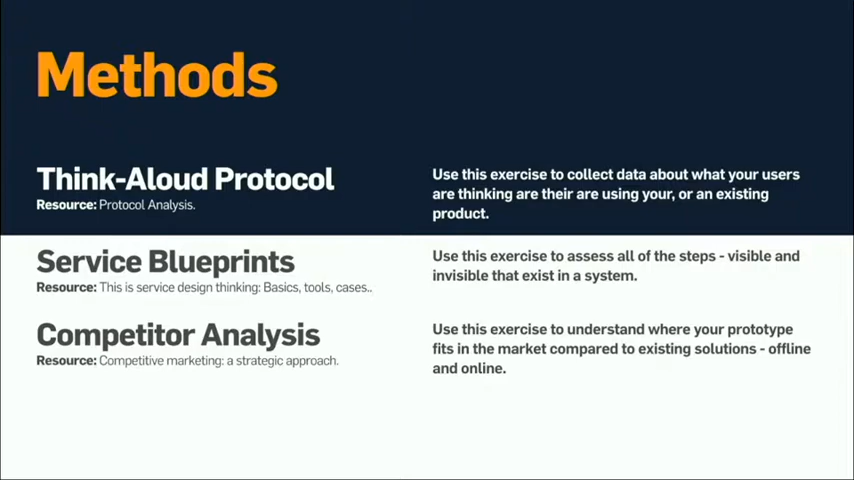 Methods
Think-Aloud Protocol
Resource: Protocol Analysis.
Use this exercise to collect data about what your users
are thinking are their are using your, or an existing
product.
Service Blueprints
Resource: This is service design thinking: Basics, tools, cases..
Use this exercise to assess all of the steps - visible and
invisible that exist in a system.
Competitor Analysis
Resource: Competitive marketing: a strategic approach.
Use this exercise to understand where your prototype
fits in the market compared to existing solutions - offline
and online.